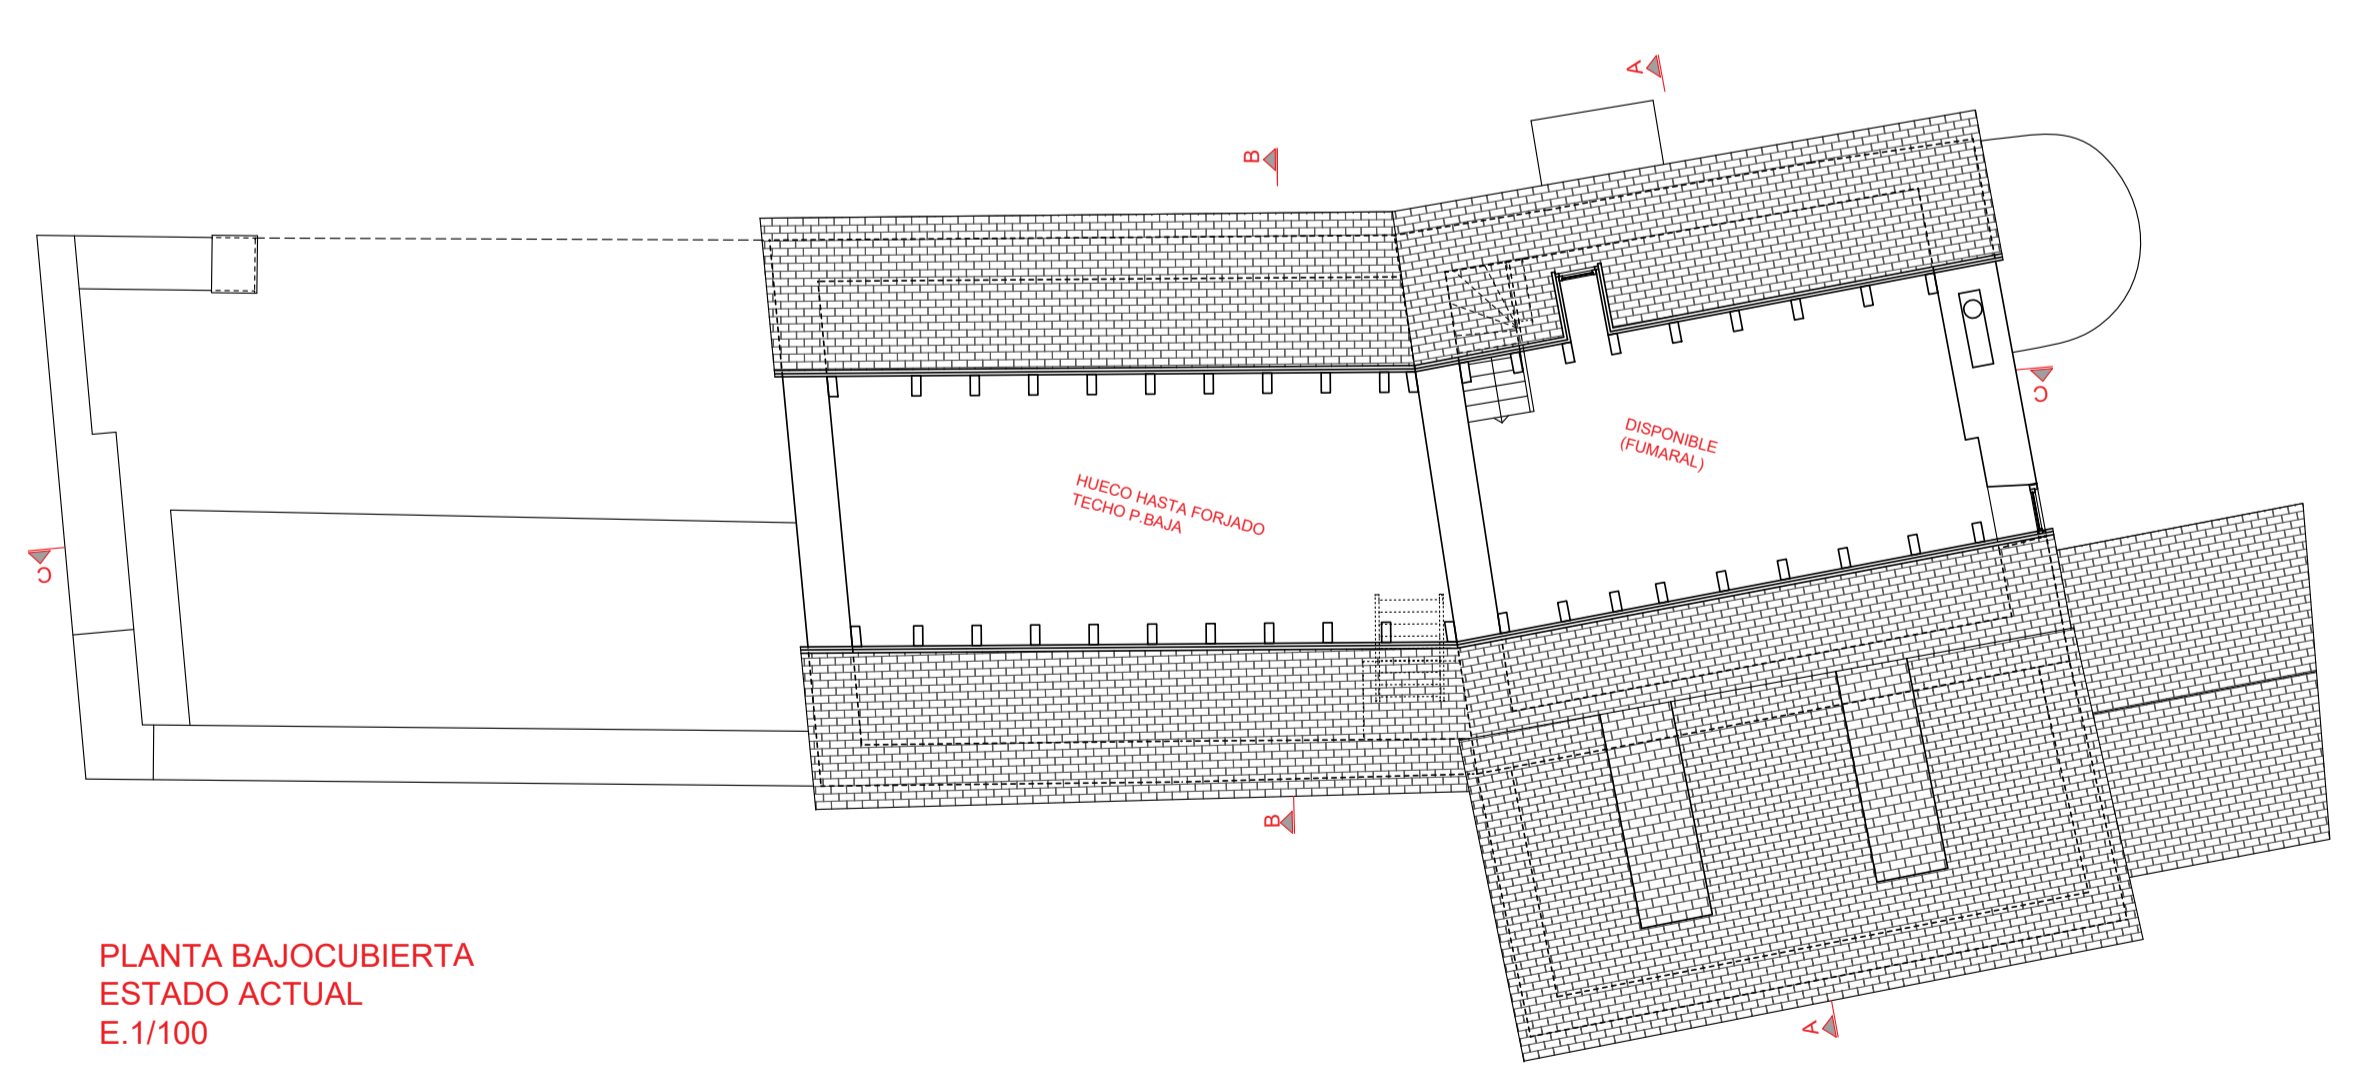 A
B
C
HUECO HASTA FORJADO
TECHO P.BAJA
DISPONIBLE
(FUMARAL)
C
B
A
PLANTA BAJOCUBIERTA
ESTADO ACTUAL
E.1/100